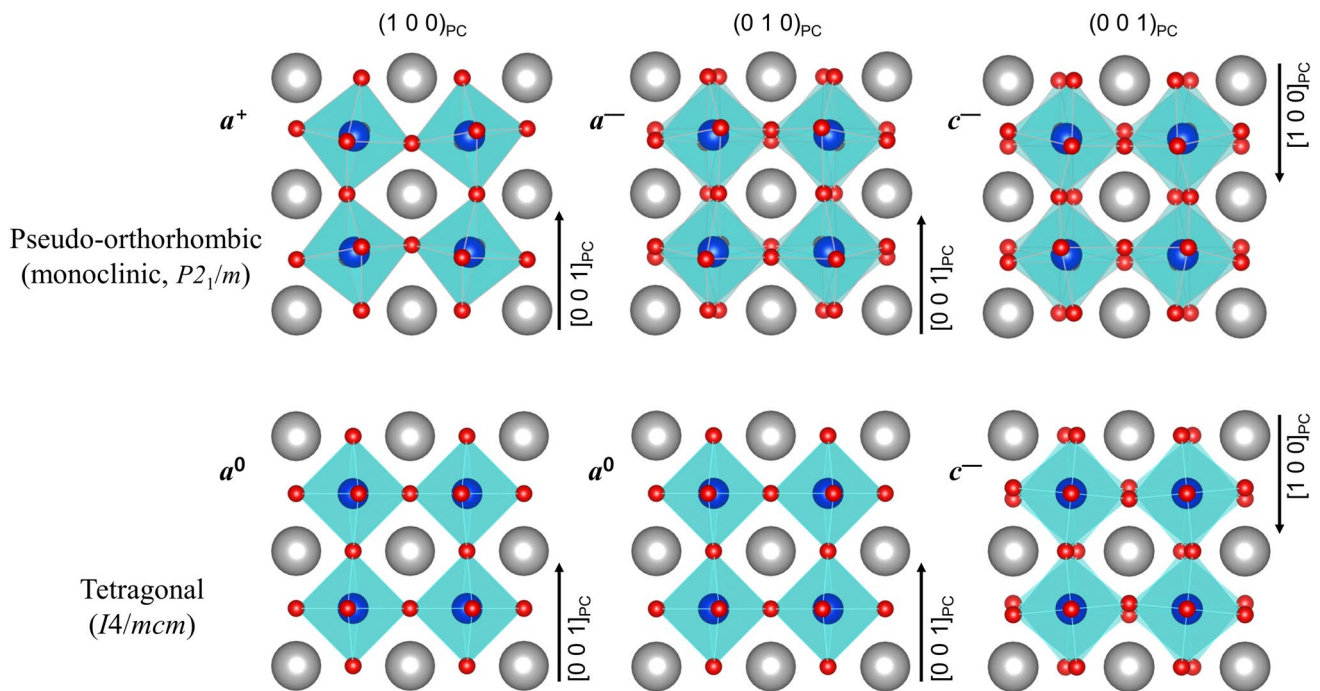 (1 0 0)PC
(0 1 0)PC
(0 0 1)PC
a+
a—
c—
[1 0 0]PC
Pseudo-orthorhombic
(monoclinic, P2₁/m)
[0 0 1]PC
[0 0 1]PC
a0
a0
c—
[1 0 0]PC
Tetragonal
(I4/mcm)
[0 0 1]PC
[0 0 1]PC